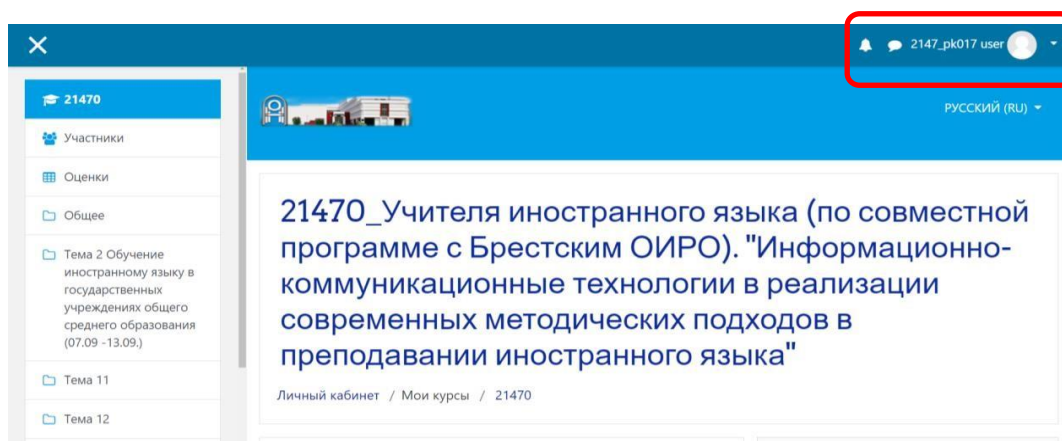 2147_pk017 user
21470
РУССКИЙ (RU)
Участники
Оценки
Общее
Тема 2 Обучение
иностранному языку в
государственных
учреждениях общего
среднего образования
(07.09 -13.09.)
Тема 11
Тема 12
21470_Учителя иностранного языка (по совместной
программе с Брестским ОИРО). "Информационно-
коммуникационные технологии в реализации
современных методических подходов в
преподавании иностранного языка"
Личный кабинет / Мои курсы / 21470